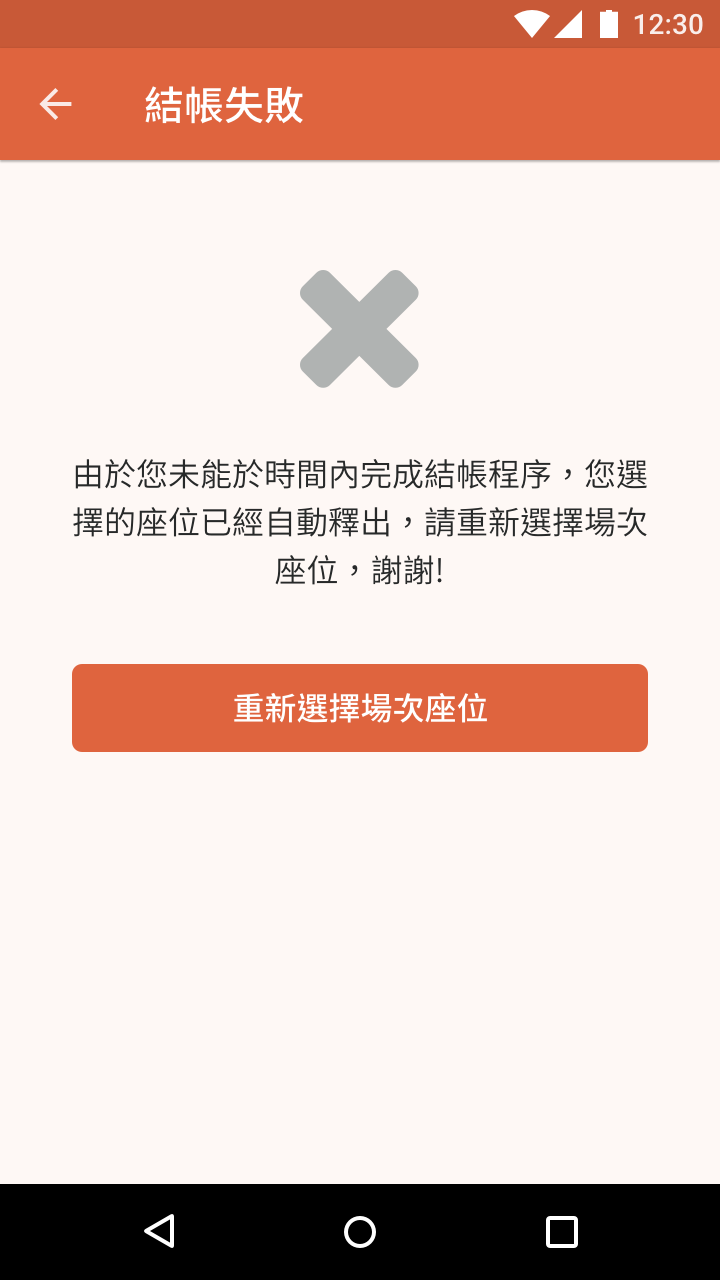 12:30
結帳失敗
由於您未能於時間內完成結帳程序，您選
擇的座位已經自動釋出，請重新選擇場次
座位，謝謝!
重新選擇場次座位